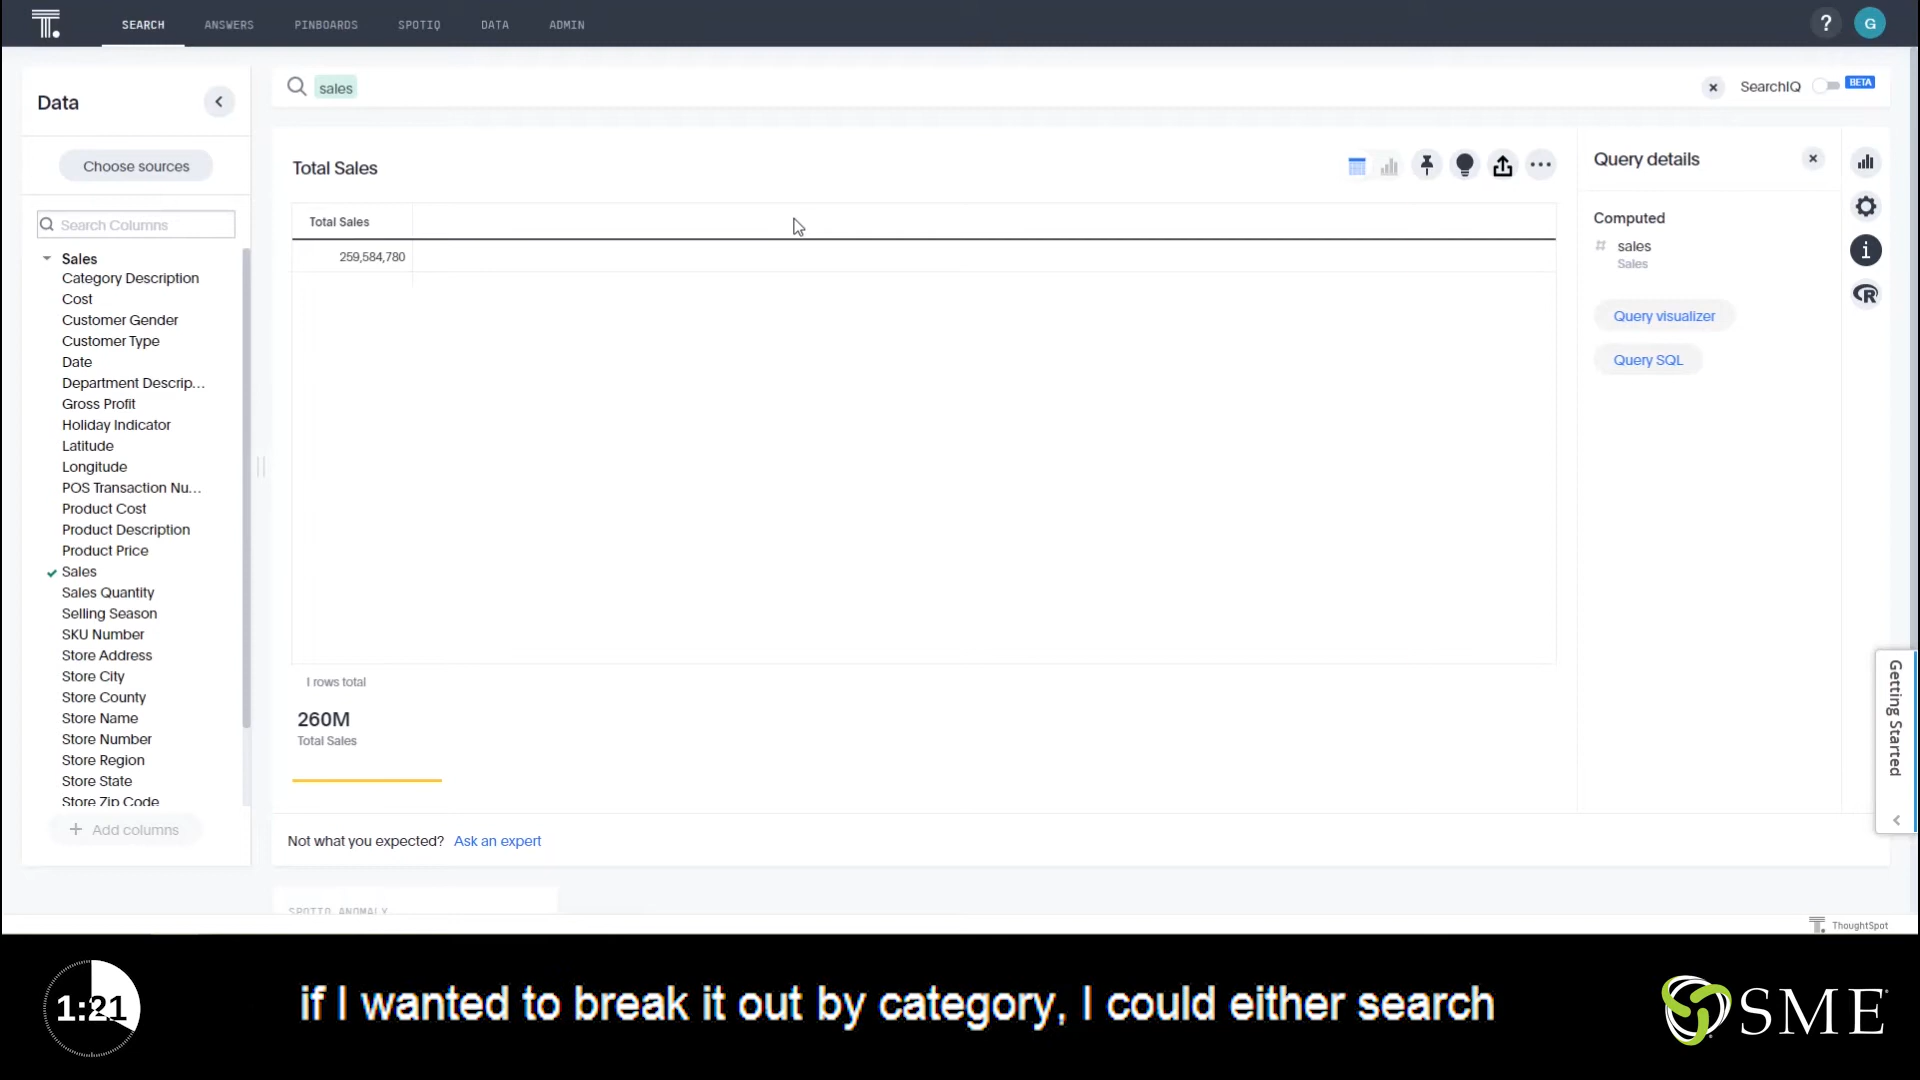 SEARCH
ANSWERS
PINBOARDS
SPOTIQ
DATA
ADMIN
?
G
Data
sales
SearchIQ
BETA
Choose sources
Search Columns
Sales
Category Description
Cost
Customer Gender
Customer Type
Date
Department Descrip...
Gross Profit
Holiday Indicator
Latitude
Longitude
POS Transaction Nu...
Product Cost
Product Description
Product Price
Sales
Sales Quantity
Selling Season
SKU Number
Store Address
Store City
Store County
Store Name
Store Number
Store Region
Store State
Store Zip Code
+ Add columns
Total Sales
Total Sales
259,584,780
1 rows total
260M
Total Sales
Not what you expected? Ask an expert
SPOTIQ ANOMALY
Query details
Computed
# sales
Sales
Query visualizer
Query SQL
i
R
Getting Started
ThoughtSpot
1:21
if I wanted to break it out by category, I could either search
SME